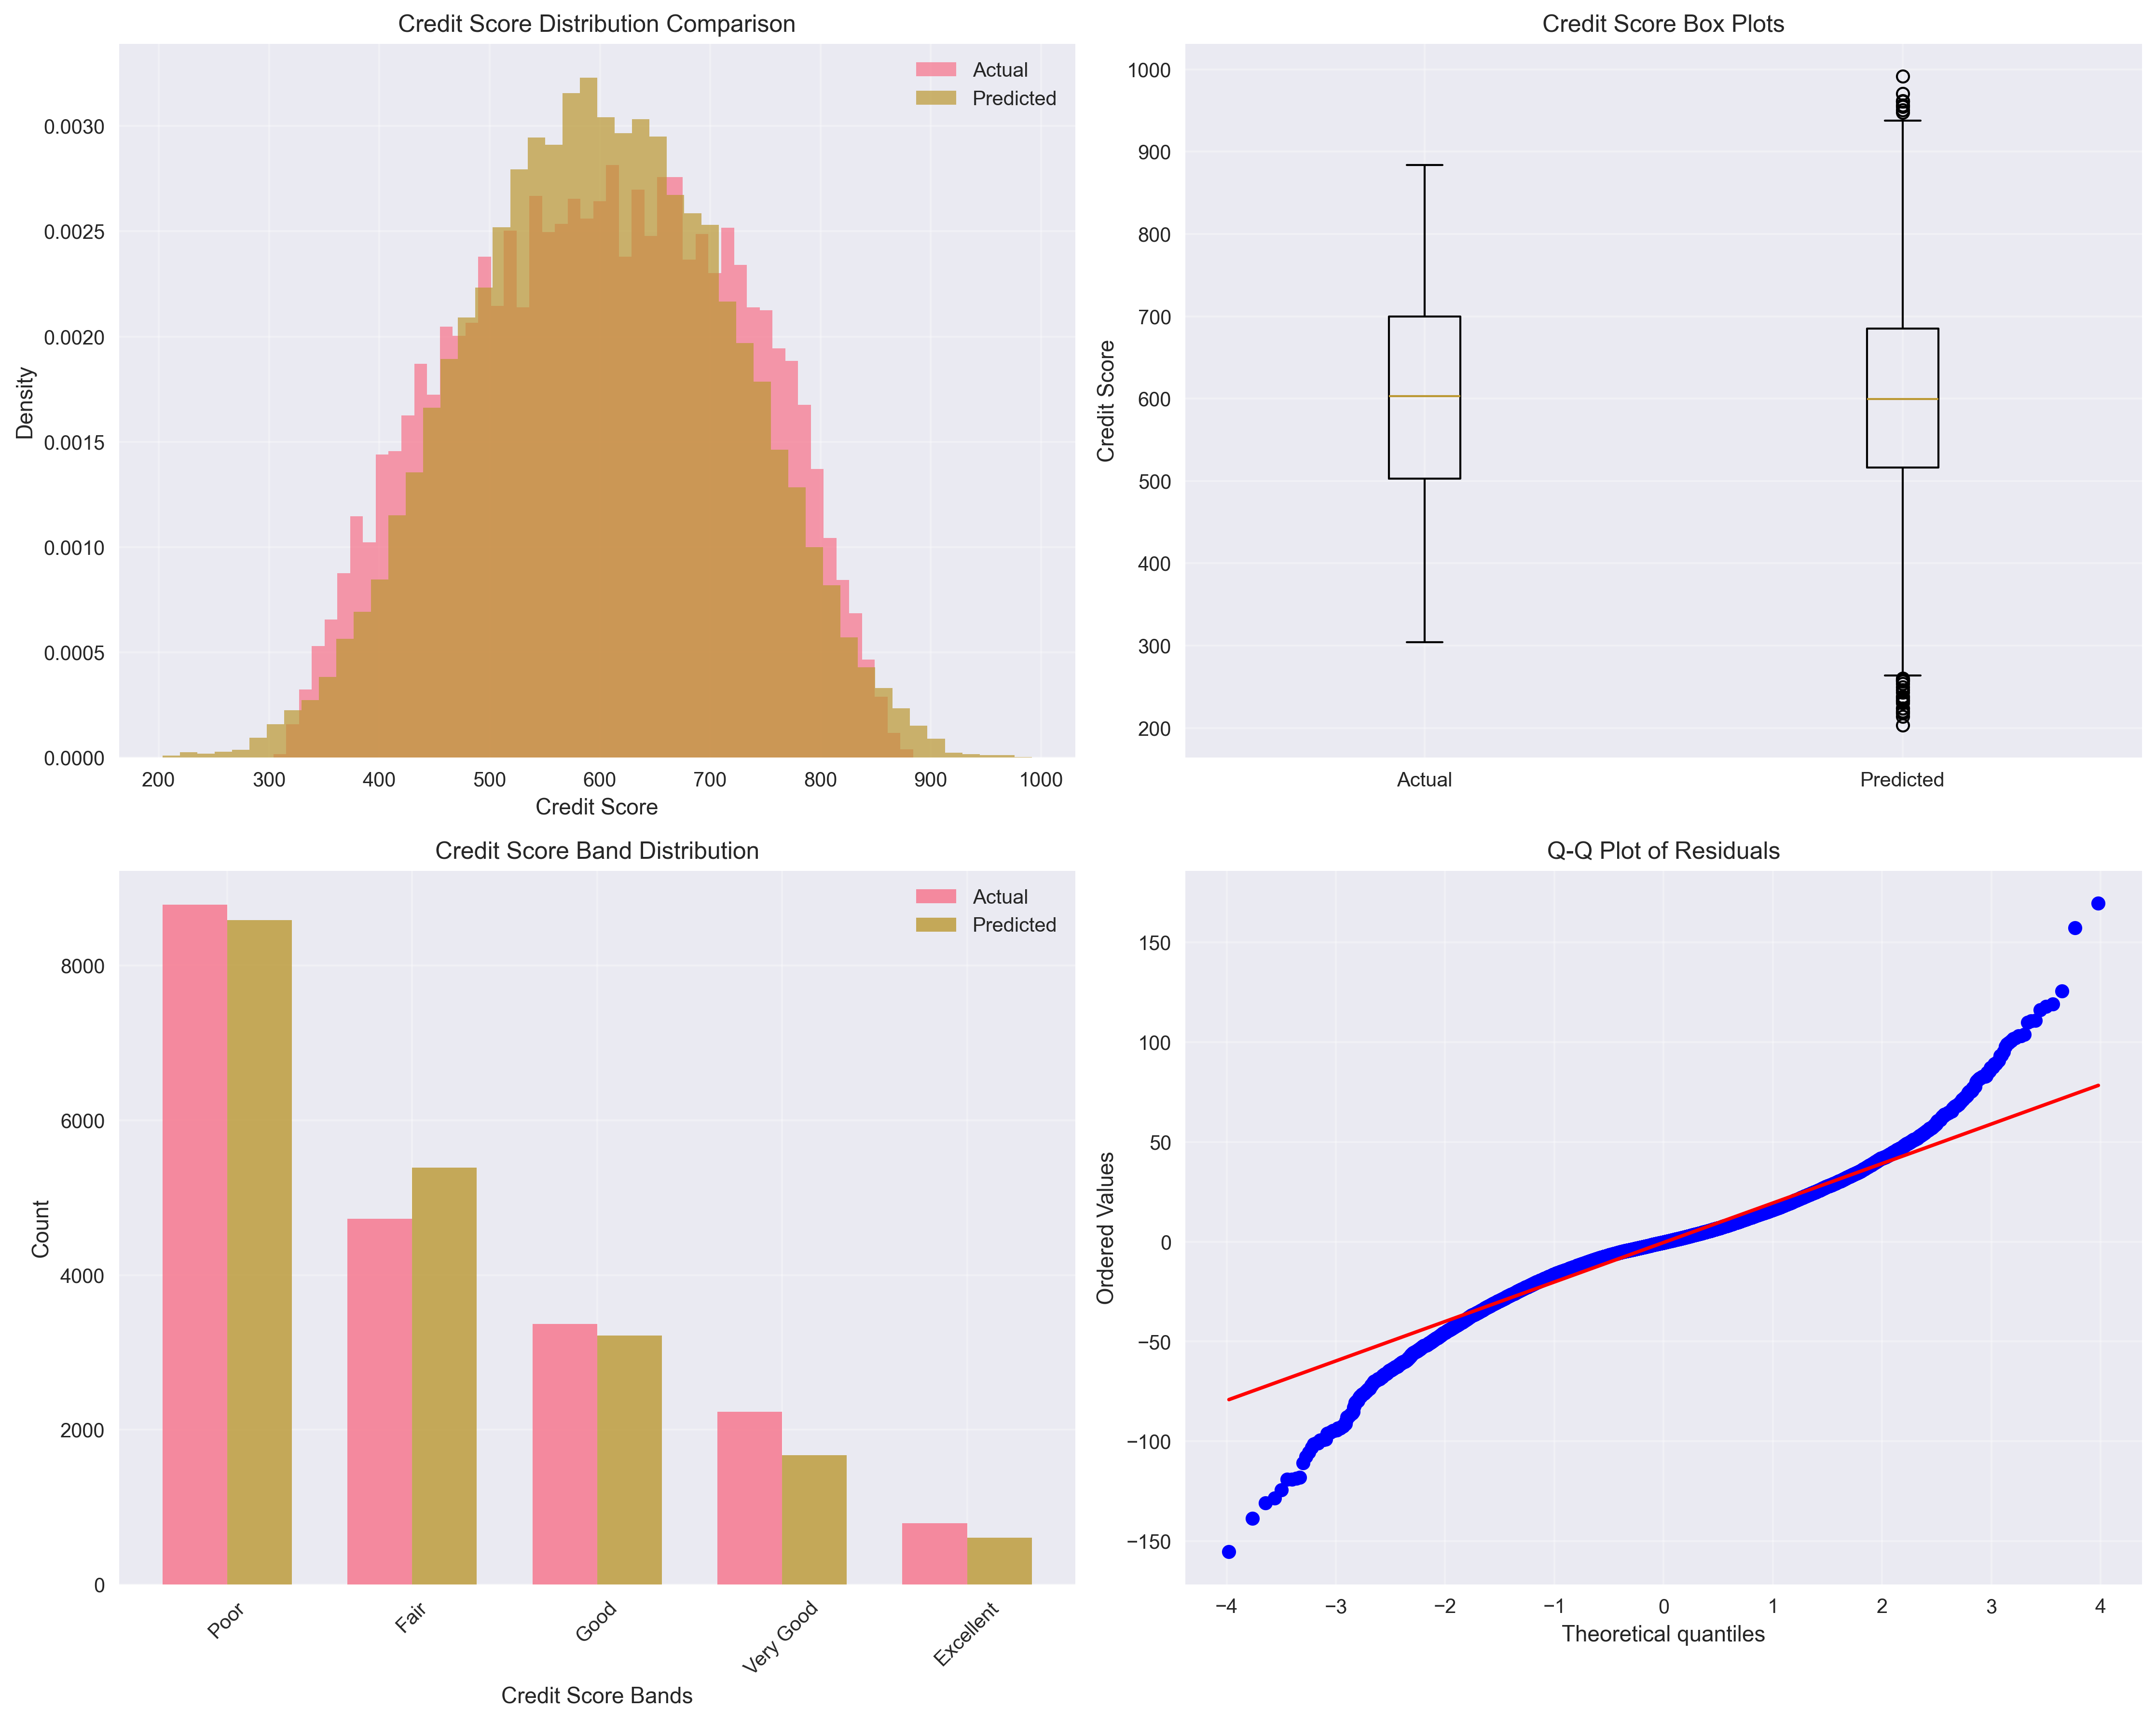 Credit Score Distribution Comparison
Actual
Predicted
0.0030
0.0025
0.0020
0.0015
0.0010
0.0005
0.0000
Density
200 300 400 500 600 700 800 900 1000
Credit Score
Credit Score Box Plots
1000
900
800
700
600
500
400
300
200
Credit Score
Actual Predicted
Credit Score Band Distribution
Actual
Predicted
8000
6000
4000
2000
0
Count
Poor Fair Good Very Good Excellent
Credit Score Bands
Q-Q Plot of Residuals
150
100
50
0
−50
−100
−150
Ordered Values
−4 −3 −2 −1 0 1 2 3 4
Theoretical quantiles